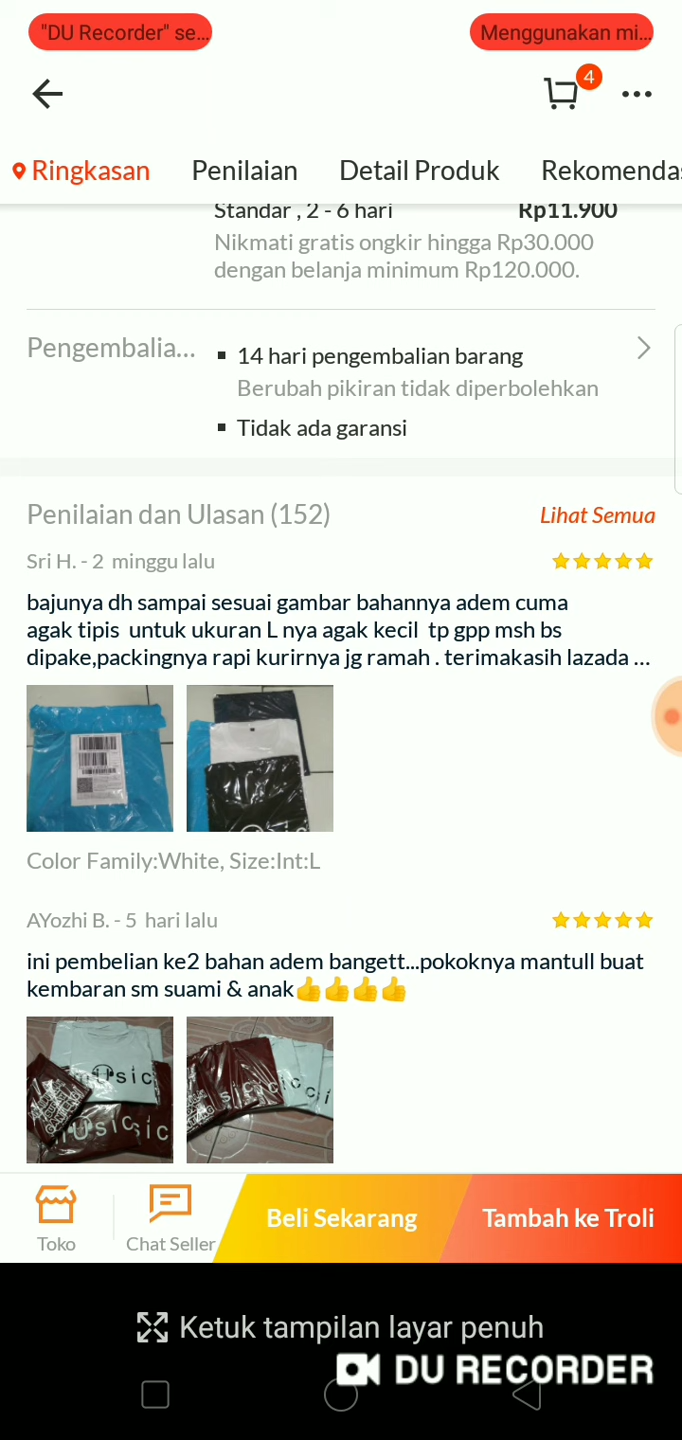 "DU Recorder" se...
Menggunakan mi...
4
Ringkasan Penilaian Detail Produk Rekomendas
Standar , 2 - 6 hari Rp11.900
Nikmati gratis ongkir hingga Rp30.000
dengan belanja minimum Rp120.000.
Pengembalia...
14 hari pengembalian barang
Berubah pikiran tidak diperbolehkan
Tidak ada garansi
Penilaian dan Ulasan (152) Lihat Semua
Sri H. - 2 minggu lalu
bajunya dh sampai sesuai gambar bahannya adem cuma
agak tipis untuk ukuran L nya agak kecil tp gpp msh bs
dipake,packingnya rapi kurirnya jg ramah . terimakasih lazada ...
Color Family:White, Size:Int:L
AYozhi B. - 5 hari lalu
ini pembelian ke2 bahan adem bangett...pokoknya mantull buat
kembaran sm suami & anak👍👍👍👍
music
Toko
Chat Seller
Beli Sekarang
Tambah ke Troli
Ketuk tampilan layar penuh
DU RECORDER